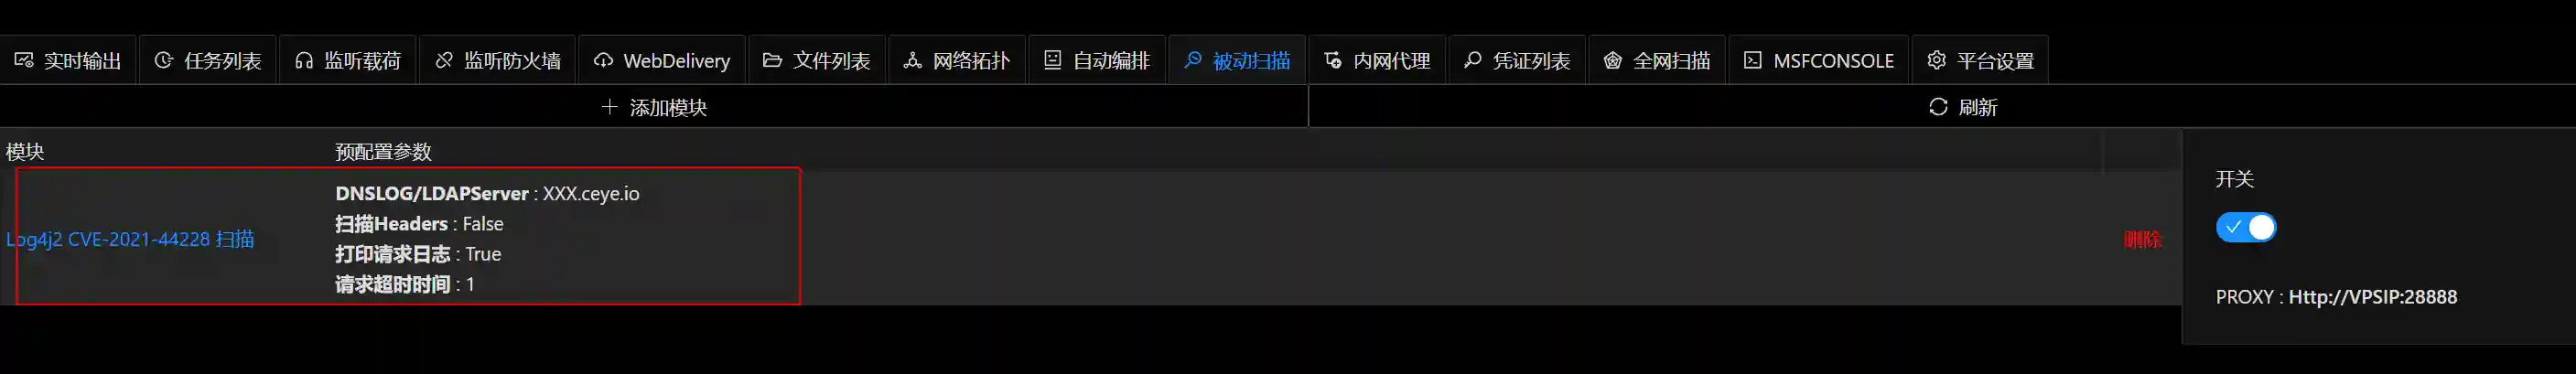 实时输出 任务列表 监听载荷 监听防火墙 WebDelivery 文件列表 网络拓扑 自动编排 被动扫描 内网代理 凭证列表 全网扫描 MSFCONSOLE 平台设置
添加模块 刷新
模块 预配置参数
Log4j2 CVE-2021-44228 扫描
DNSLOG/LDAPServer : XXX.ceye.io
扫描Headers : False
打印请求日志 : True
请求超时时间 : 1
删除
开关
PROXY : Http://VPSIP:28888